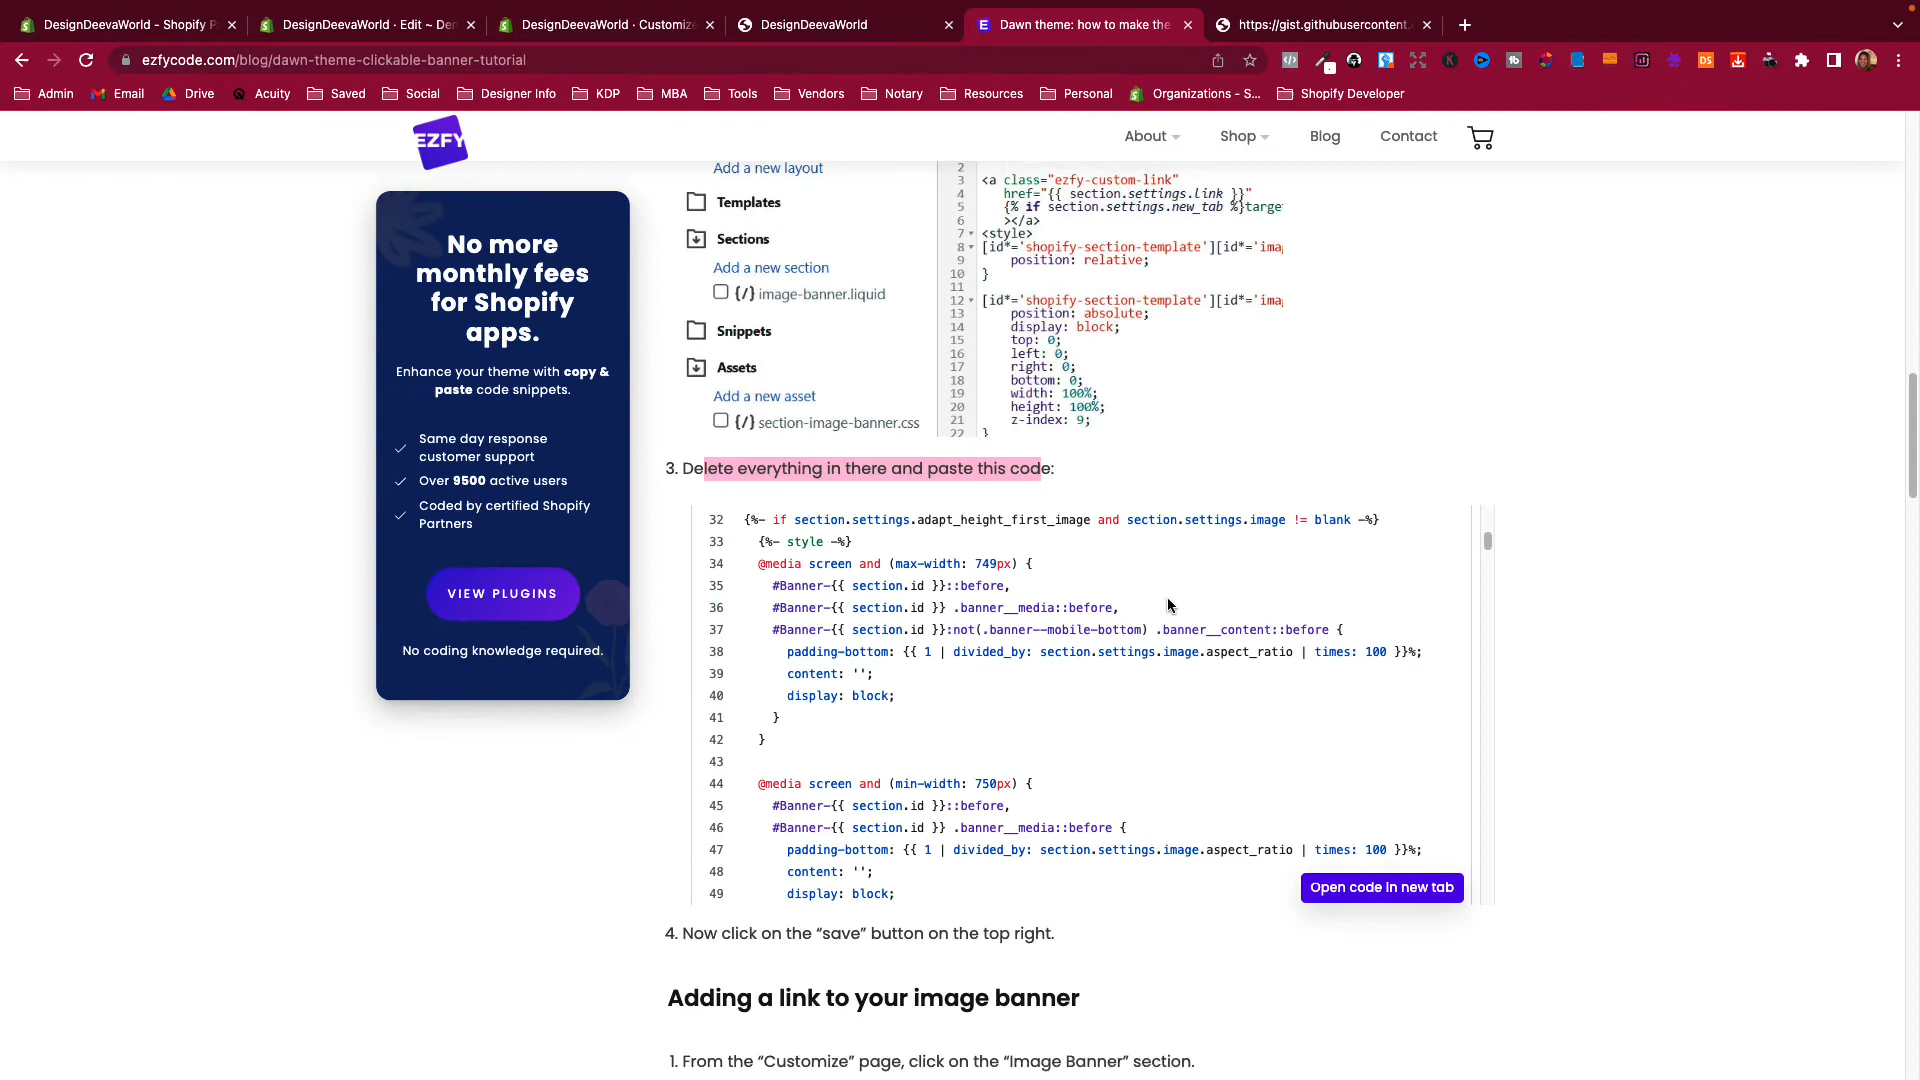 DesignDeevaWorld - Shopify P
DesignDeevaWorld · Edit ~ De
DesignDeevaWorld · Customize
DesignDeevaWorld
Dawn theme: how to make the
https://gist.githubusercontent.
ezfycode.com/blog/dawn-theme-clickable-banner-tutorial
Admin
Email
Drive
Acuity
Saved
Social
Designer Info
KDP
MBA
Tools
Vendors
Notary
Resources
Personal
Organizations - S...
Shopify Developer
EZFY
About
Shop
Blog
Contact
No more
monthly fees
for Shopify
apps.
Enhance your theme with copy &
paste code snippets.
Same day response
customer support
Over 9500 active users
Coded by certified Shopify
Partners
VIEW PLUGINS
No coding knowledge required.
Add a new layout
Templates
Sections
Add a new section
{/} image-banner.liquid
Snippets
Assets
Add a new asset
{/} section-image-banner.css
2
3 <a class="ezfy-custom-link"
4 href="{{ section.settings.link }}"
5 {% if section.settings.new_tab %}targe
6 ></a>
7 <style>
8 [id*='shopify-section-template'][id*='ima
9 position: relative;
10 }
11
12 [id*='shopify-section-template'][id*='ima
13 position: absolute;
14 display: block;
15 top: 0;
16 left: 0;
17 right: 0;
18 bottom: 0;
19 width: 100%;
20 height: 100%;
21 z-index: 9;
22 }
3. Delete everything in there and paste this code:
32 {%- if section.settings.adapt_height_first_image and section.settings.image != blank -%}
33 {%- style -%}
34 @media screen and (max-width: 749px) {
35 #Banner-{{ section.id }}::before,
36 #Banner-{{ section.id }} .banner__media::before,
37 #Banner-{{ section.id }}:not(.banner--mobile-bottom) .banner__content::before {
38 padding-bottom: {{ 1 | divided_by: section.settings.image.aspect_ratio | times: 100 }}%;
39 content: '';
40 display: block;
41 }
42 }
43
44 @media screen and (min-width: 750px) {
45 #Banner-{{ section.id }}::before,
46 #Banner-{{ section.id }} .banner__media::before {
47 padding-bottom: {{ 1 | divided_by: section.settings.image.aspect_ratio | times: 100 }}%;
48 content: '';
49 display: block;
Open code in new tab
4. Now click on the “save” button on the top right.
Adding a link to your image banner
1. From the “Customize” page, click on the “Image Banner” section.